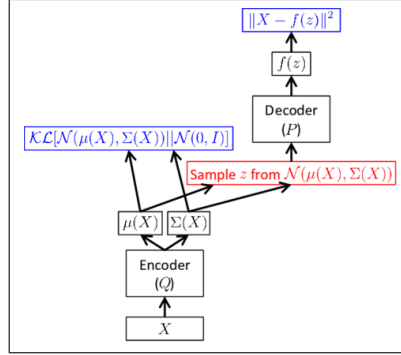 ‖X − f(z)‖²
f(z)
Decoder
(P)
𝒦ℒ[𝒩(μ(X), Σ(X))||𝒩(0, I)]
Sample z from 𝒩(μ(X), Σ(X))
μ(X) Σ(X)
Encoder
(Q)
X